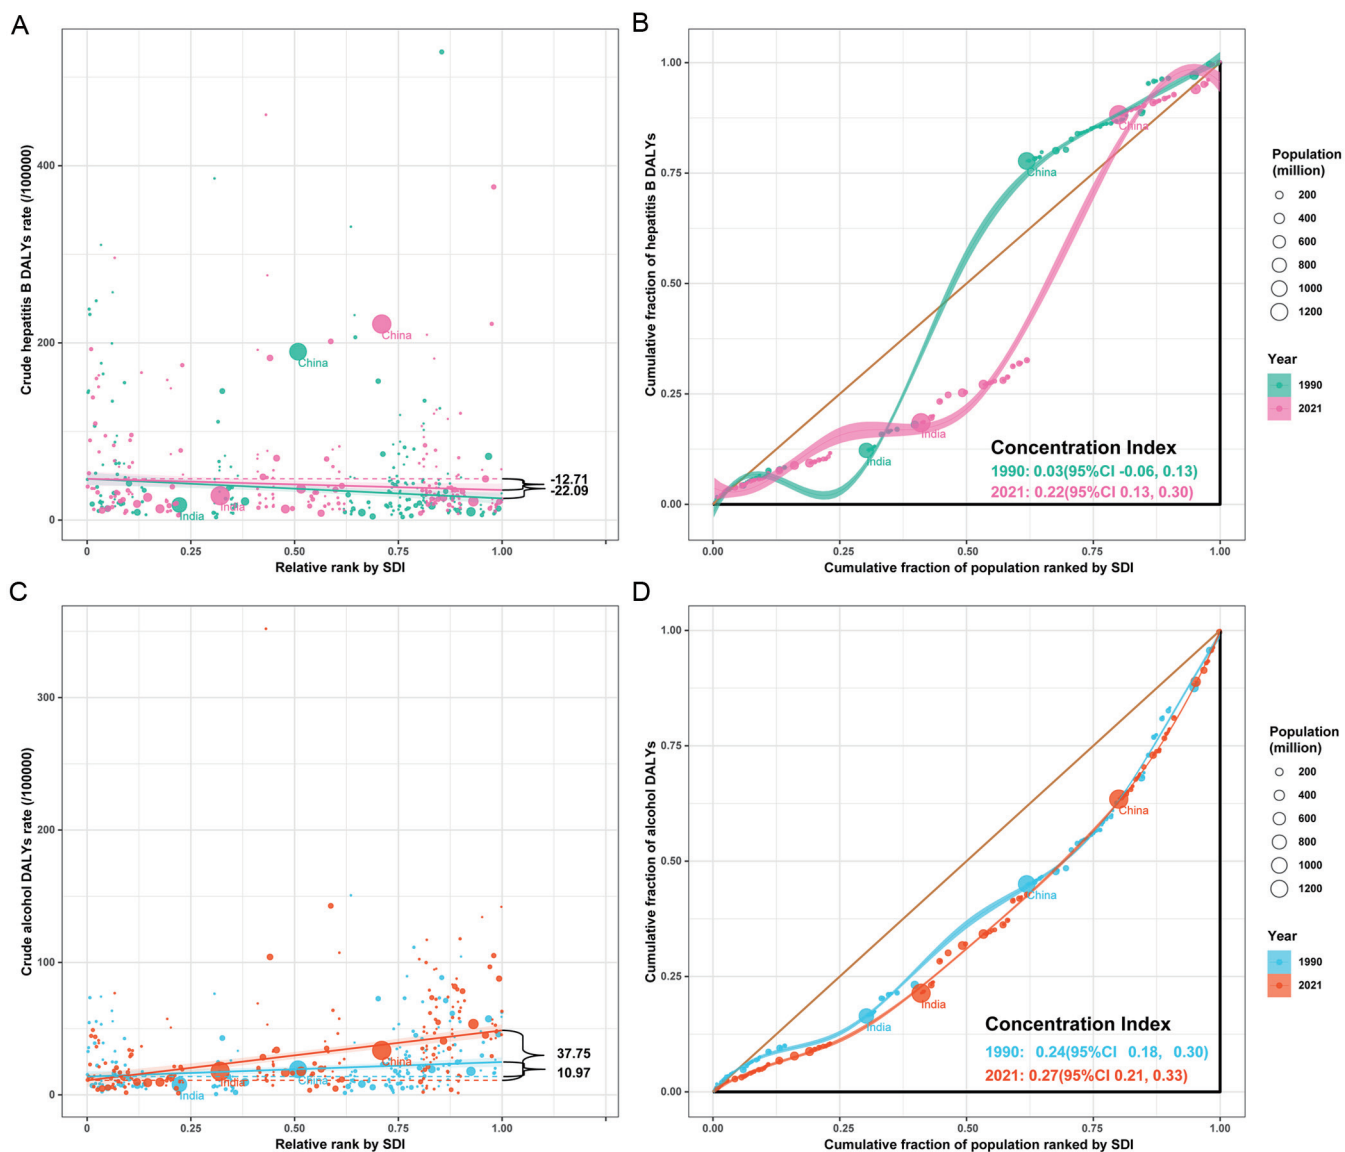 A
Crude hepatitis B DALYs rate (/100000)
400
200
0
China
China
India
India
-12.71
-22.09
0
0.25
0.50
0.75
1.00
Relative rank by SDI
B
Cumulative fraction of hepatitis B DALYs
1.00
0.75
0.50
0.25
0.00
China
China
India
India
Concentration Index
1990: 0.03(95%CI -0.06, 0.13)
2021: 0.22(95%CI 0.13, 0.30)
0.00
0.25
0.50
0.75
1.00
Cumulative fraction of population ranked by SDI
Population
(million)
200
400
600
800
1000
1200
Year
1990
2021
C
Crude alcohol DALYs rate (/100000)
300
200
100
0
China
China
India
India
37.75
10.97
0
0.25
0.50
0.75
1.00
Relative rank by SDI
D
Cumulative fraction of alcohol DALYs
1.00
0.75
0.50
0.25
0.00
China
China
India
India
Concentration Index
1990: 0.24(95%CI 0.18, 0.30)
2021: 0.27(95%CI 0.21, 0.33)
0.00
0.25
0.50
0.75
1.00
Cumulative fraction of population ranked by SDI
Population
(million)
200
400
600
800
1000
1200
Year
1990
2021